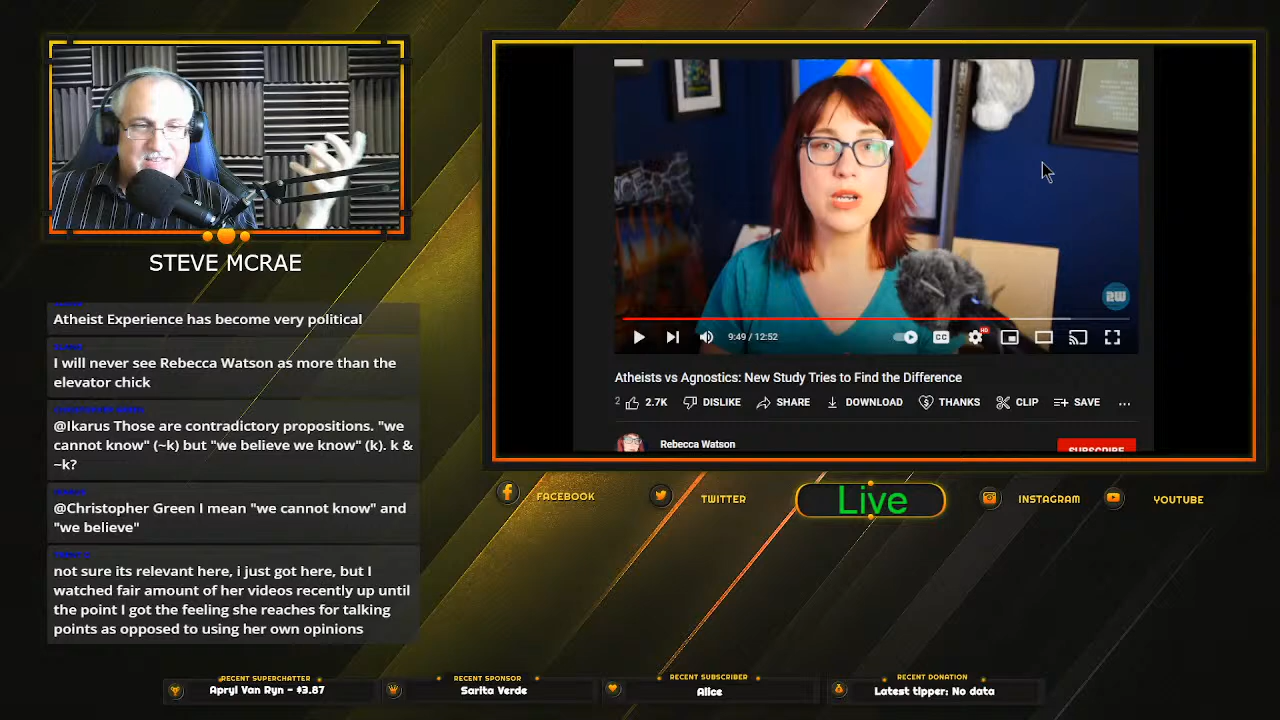 STEVE MCRAE
Atheist Experience has become very political
I will never see Rebecca Watson as more than the
elevator chick
@Ikarus Those are contradictory propositions. "we
cannot know" (~k) but "we believe we know" (k). k &
~k?
@Christopher Green I mean "we cannot know" and
"we believe"
not sure its relevant here, i just got here, but I
watched fair amount of her videos recently up until
the point I got the feeling she reaches for talking
points as opposed to using her own opinions
9:49 / 12:52
CC
HD
Atheists vs Agnostics: New Study Tries to Find the Difference
2.7K DISLIKE SHARE DOWNLOAD THANKS CLIP SAVE ...
Rebecca Watson
SUBSCRIBE
FACEBOOK TWITTER Live INSTAGRAM YOUTUBE
RECENT SUPERCHATTER RECENT SPONSOR RECENT SUBSCRIBER RECENT DONATION
Apryl Van Ryn - $3.87 Sarita Verde Alice Latest tipper: No data